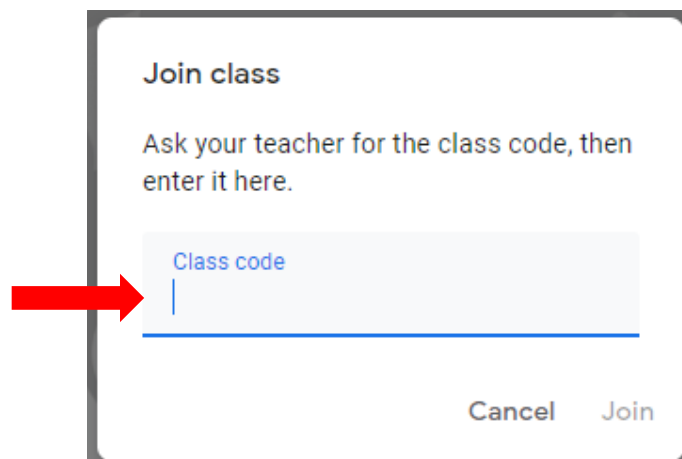 Join class
Ask your teacher for the class code, then
enter it here.
Class code
Cancel Join